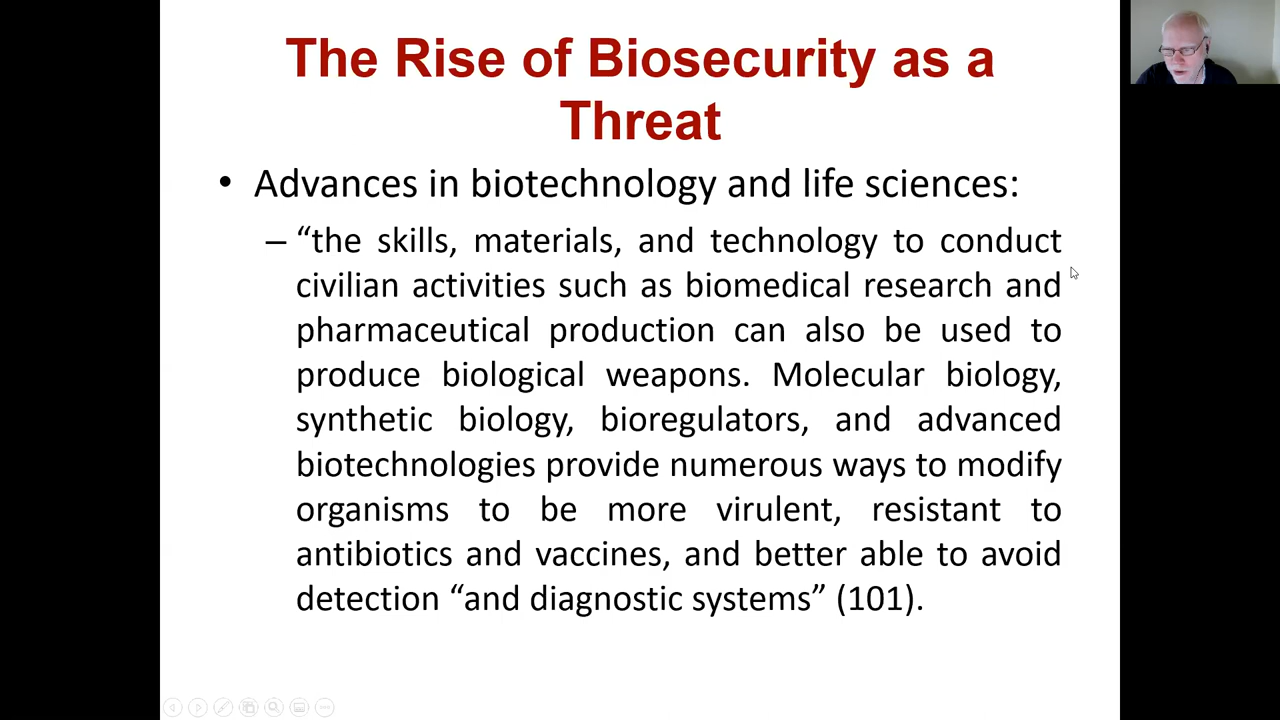 The Rise of Biosecurity as a
Threat
• Advances in biotechnology and life sciences:
– “the skills, materials, and technology to conduct
civilian activities such as biomedical research and
pharmaceutical production can also be used to
produce biological weapons. Molecular biology,
synthetic biology, bioregulators, and advanced
biotechnologies provide numerous ways to modify
organisms to be more virulent, resistant to
antibiotics and vaccines, and better able to avoid
detection “and diagnostic systems” (101).